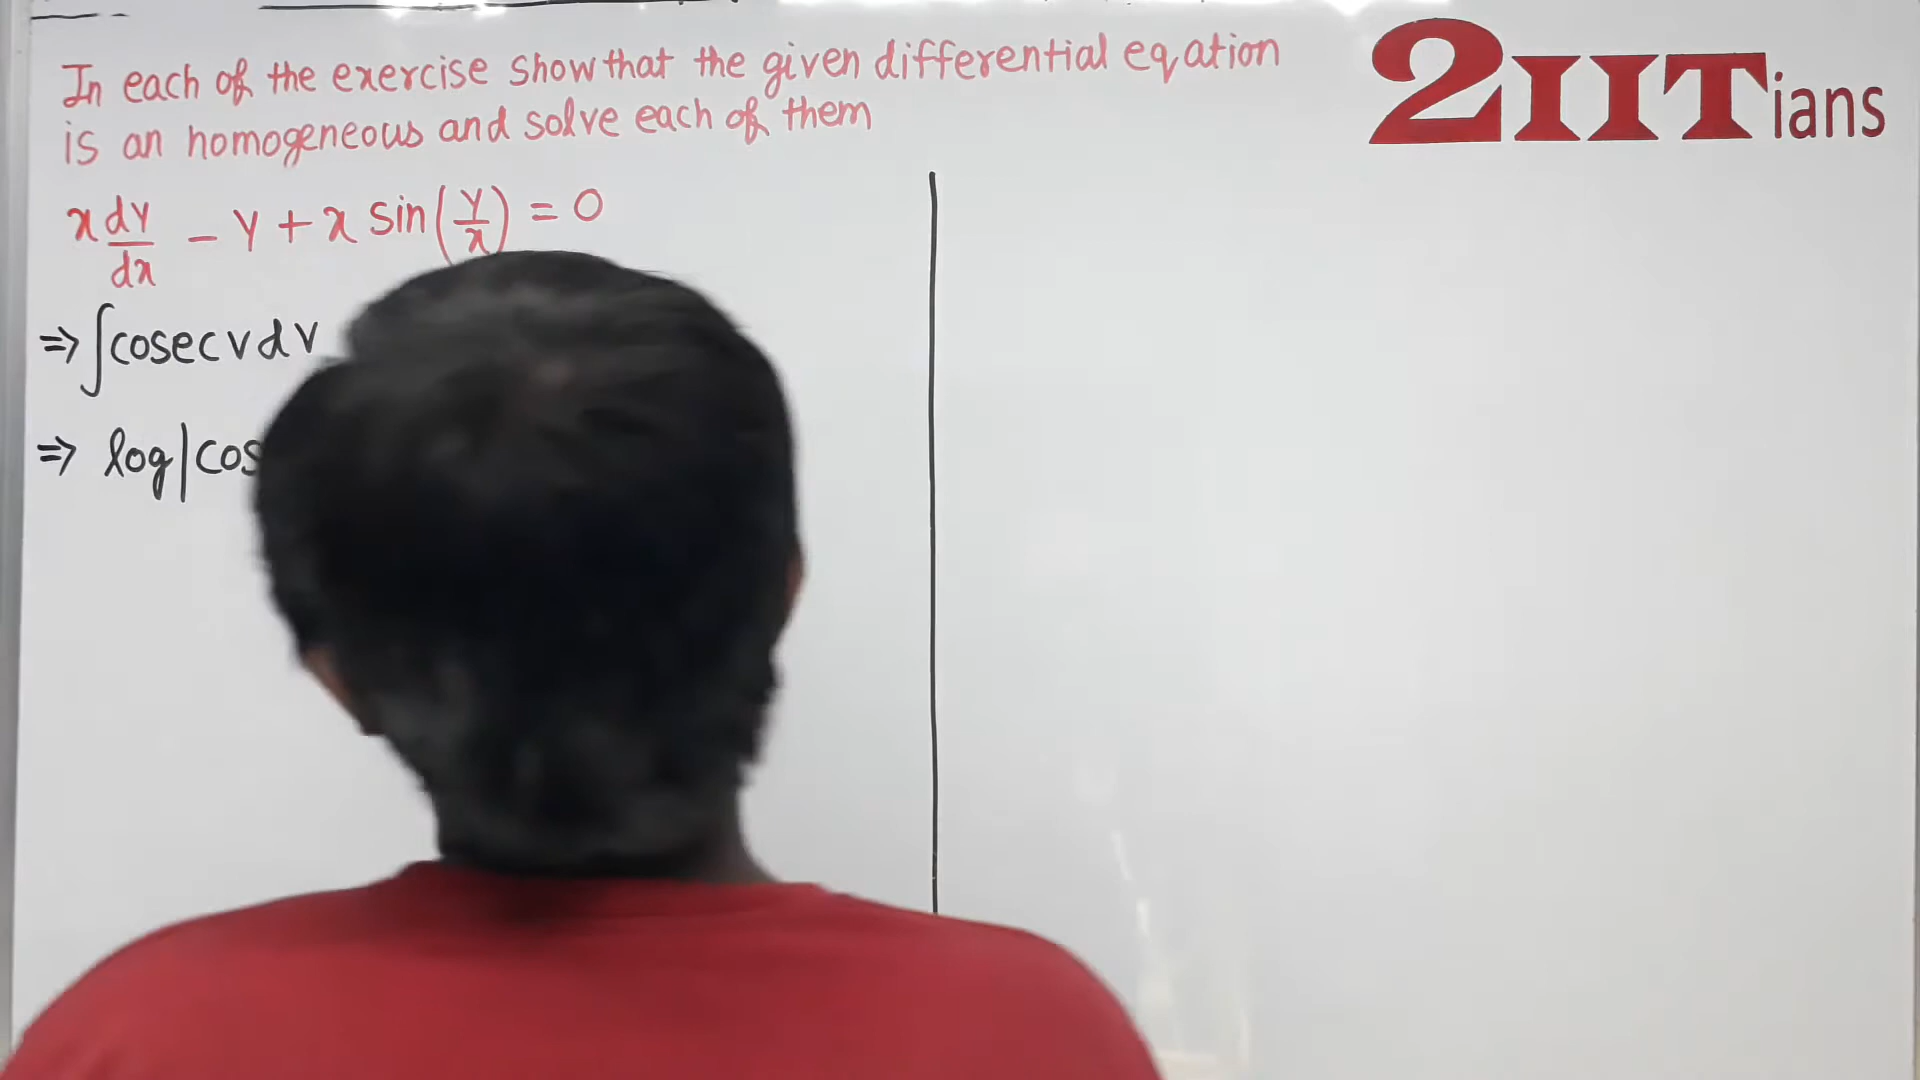 In each of the exercise show that the given differential eqation
is an homogeneous and solve each of them
x dy/dx - y + x sin(y/x) = 0
⇒ ∫cosec v dv
⇒ log|cos
2IITians